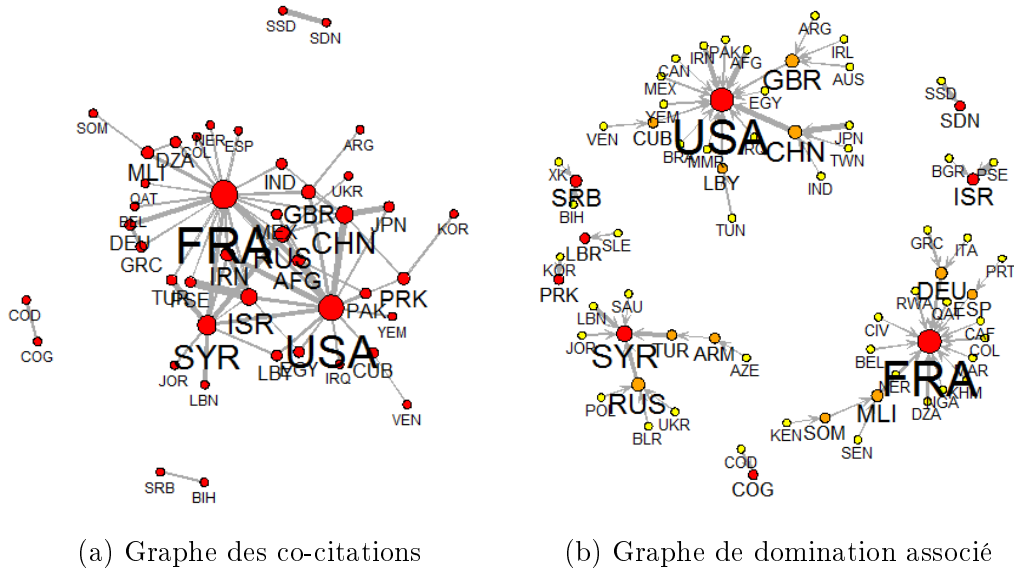 SSD
SDN
SOM
NER
COL
ESP
ARG
DZA
MLI
IND
UKR
QAT
BEL
GBR
MEX
JPN
KOR
DEU
FRA
RUS
CHN
GRC
IRN
AFG
TUR
PSE
PAK
PRK
COD
COG
ISR
YEM
SYR
USA
LBY
EGY
IRQ
CUB
JOR
LBN
VEN
SRB
BIH
(a) Graphe des co-citations
ARG
IRN
PAK
AFG
IRL
CAN
GBR
AUS
MEX
EGY
SSD
YEM
SDN
VEN
CUB
USA
CHN
JPN
BRA
MMR
TWN
XK
LBY
IND
BGR
PSE
SRB
ISR
BIH
TUN
LBR
SLE
GRC
ITA
KOR
PRT
PRK
DEU
ESP
SAU
RWA
QAT
LBN
CIV
CAF
JOR
SYR
TUR
ARM
BEL
COL
AZE
NER
FRA
KHM
NGA
POL
RUS
UKR
MLI
DZA
BLR
KEN
SOM
SEN
COD
COG
(b) Graphe de domination associé